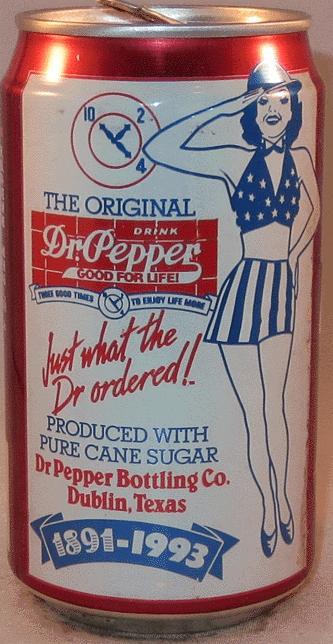 10 2
4
THE ORIGINAL
DRINK
Dr.Pepper
GOOD FOR LIFE!
THREE GOOD TIMES TO ENJOY LIFE MORE
Just what the
Dr ordered!!
PRODUCED WITH
PURE CANE SUGAR
Dr Pepper Bottling Co.
Dublin, Texas
1891-1993